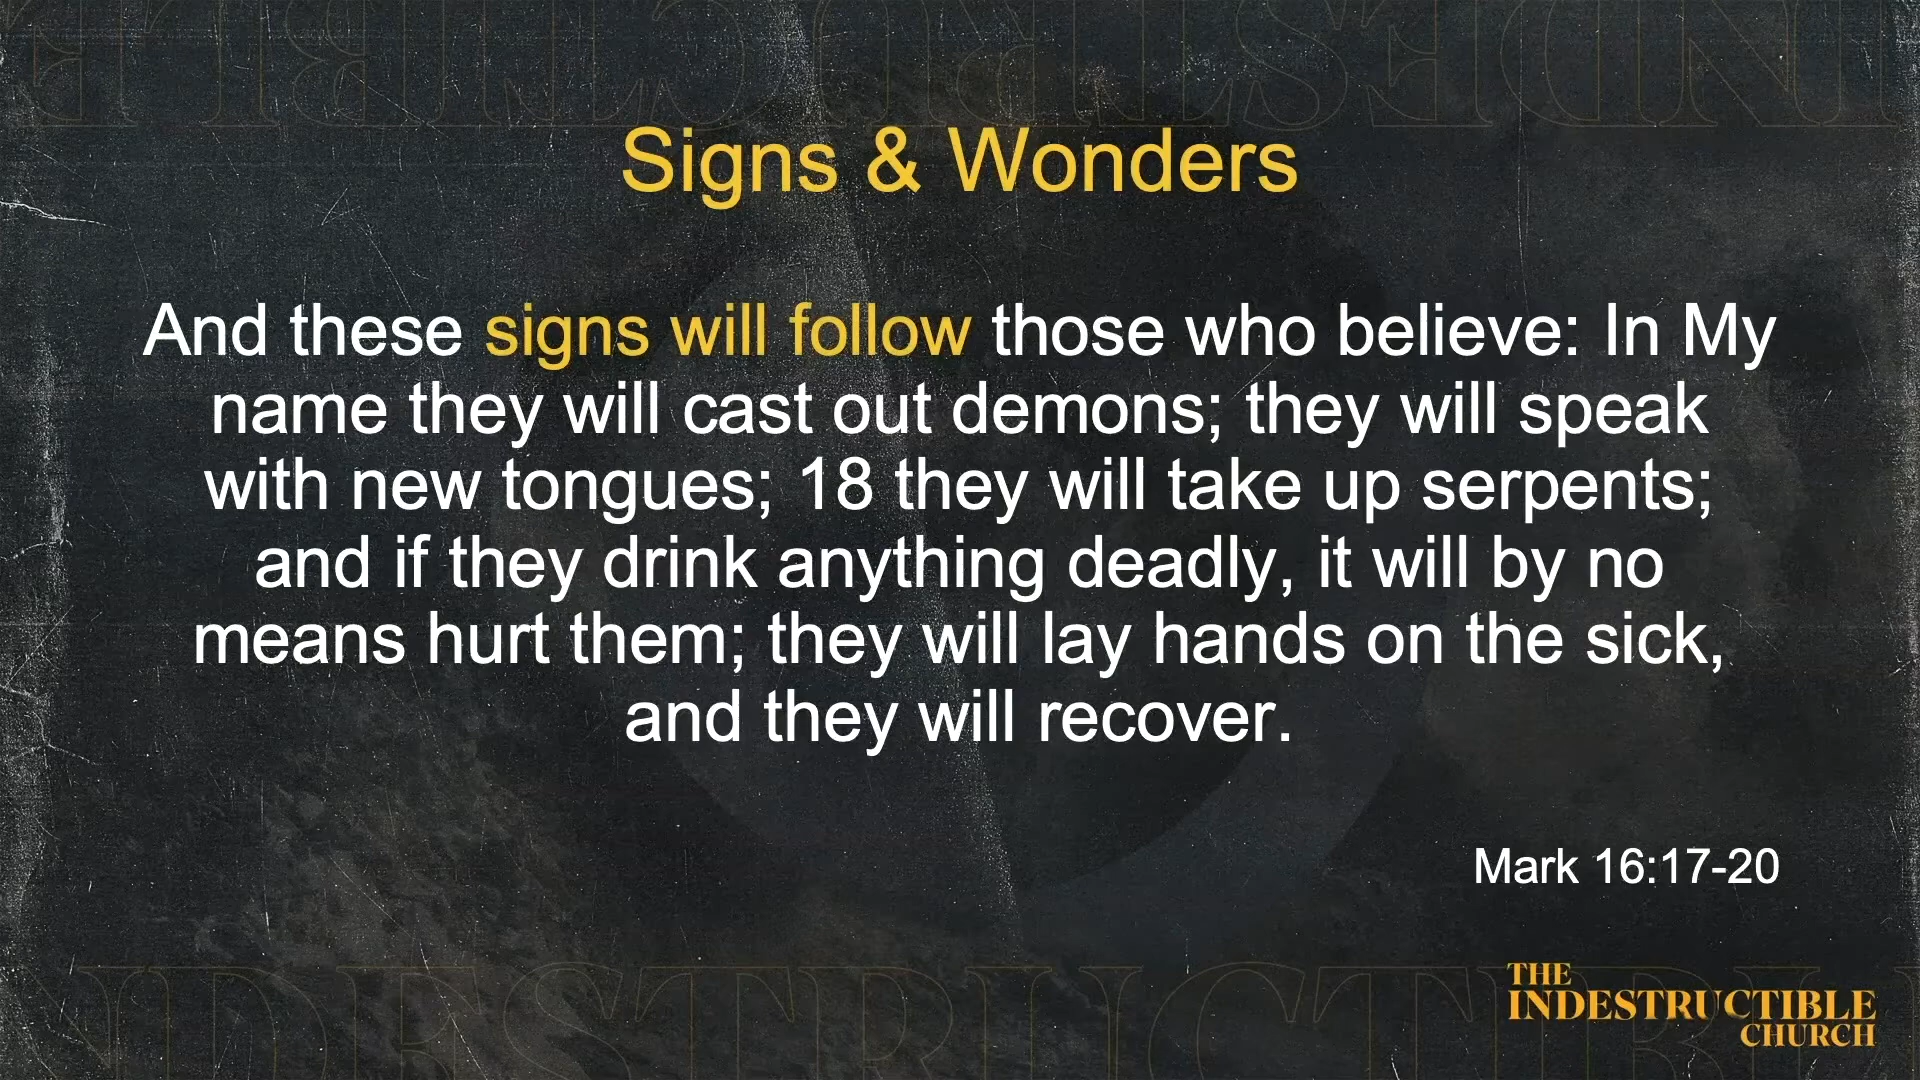 INDESTRUCTIBLE
Signs & Wonders
And these signs will follow those who believe: In My
name they will cast out demons; they will speak
with new tongues; 18 they will take up serpents;
and if they drink anything deadly, it will by no
means hurt them; they will lay hands on the sick,
and they will recover.
Mark 16:17-20
THE
INDESTRUCTIBLE
CHURCH
NDESTRUCTIBL